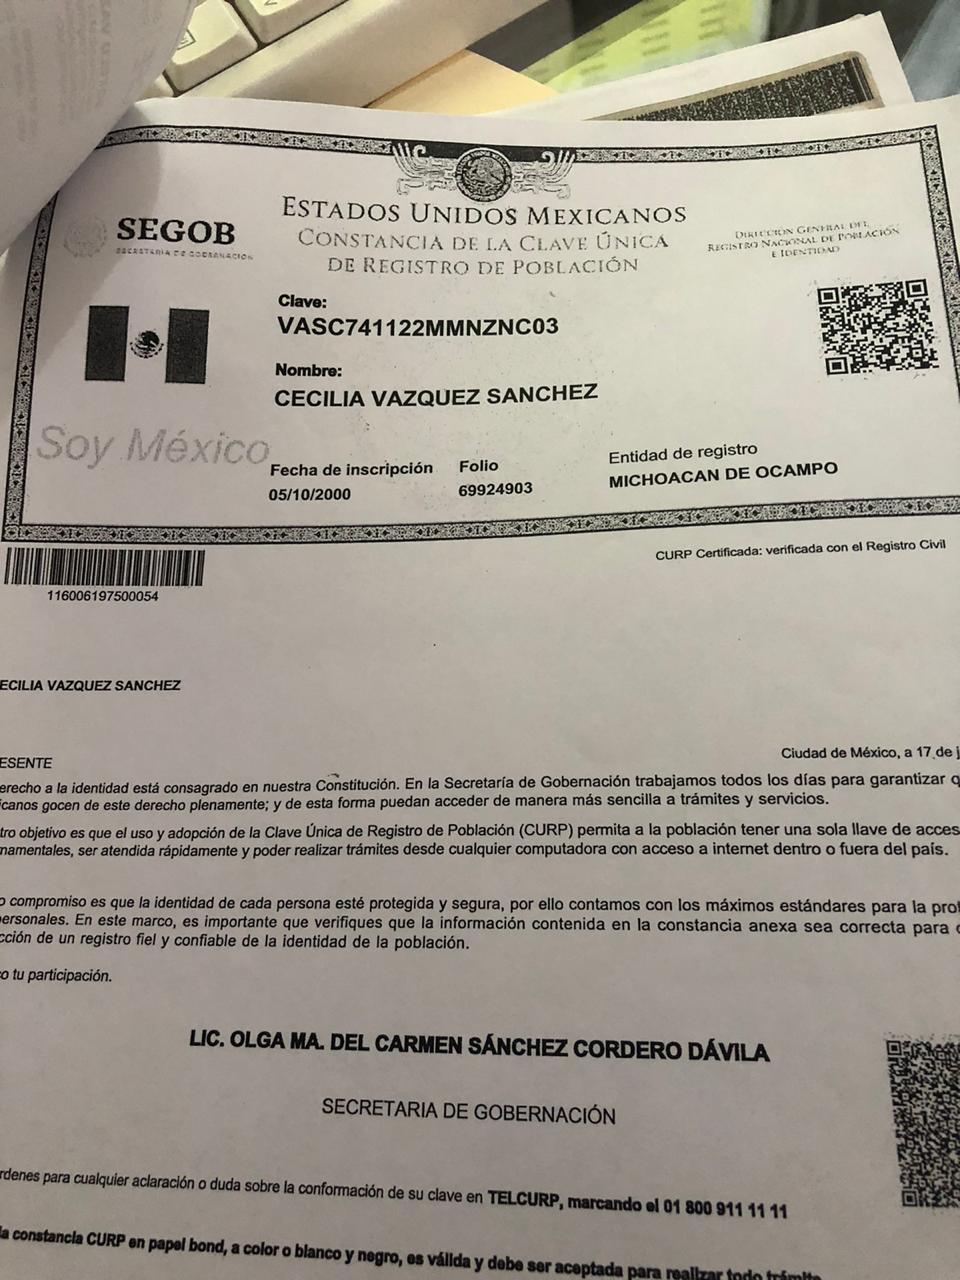 SEGOB
SECRETARÍA DE GOBERNACIÓN
ESTADOS UNIDOS MEXICANOS
CONSTANCIA DE LA CLAVE ÚNICA
DE REGISTRO DE POBLACIÓN
DIRECCIÓN GENERAL DEL
REGISTRO NACIONAL DE POBLACIÓN
E IDENTIDAD
Clave:
VASC741122MMNZNC03
Nombre:
CECILIA VAZQUEZ SANCHEZ
Soy México
Fecha de inscripción
05/10/2000
Folio
69924903
Entidad de registro
MICHOACAN DE OCAMPO
116006197500054
CURP Certificada: verificada con el Registro Civil
ECILIA VAZQUEZ SANCHEZ
Ciudad de México, a 17 de j
ESENTE
erecho a la identidad está consagrado en nuestra Constitución. En la Secretaría de Gobernación trabajamos todos los días para garantizar q
icanos gocen de este derecho plenamente; y de esta forma puedan acceder de manera más sencilla a trámites y servicios.
tro objetivo es que el uso y adopción de la Clave Única de Registro de Población (CURP) permita a la población tener una sola llave de acces
namentales, ser atendida rápidamente y poder realizar trámites desde cualquier computadora con acceso a internet dentro o fuera del país.
o compromiso es que la identidad de cada persona esté protegida y segura, por ello contamos con los máximos estándares para la prot
personales. En este marco, es importante que verifiques que la información contenida en la constancia anexa sea correcta para c
cción de un registro fiel y confiable de la identidad de la población.
o tu participación.
LIC. OLGA MA. DEL CARMEN SÁNCHEZ CORDERO DÁVILA
SECRETARIA DE GOBERNACIÓN
rdenes para cualquier aclaración o duda sobre la conformación de su clave en TELCURP, marcando el 01 800 911 11 11
la constancia CURP en papel bond, a color o blanco y negro, es válida y debe ser aceptada para realizar todo trámite